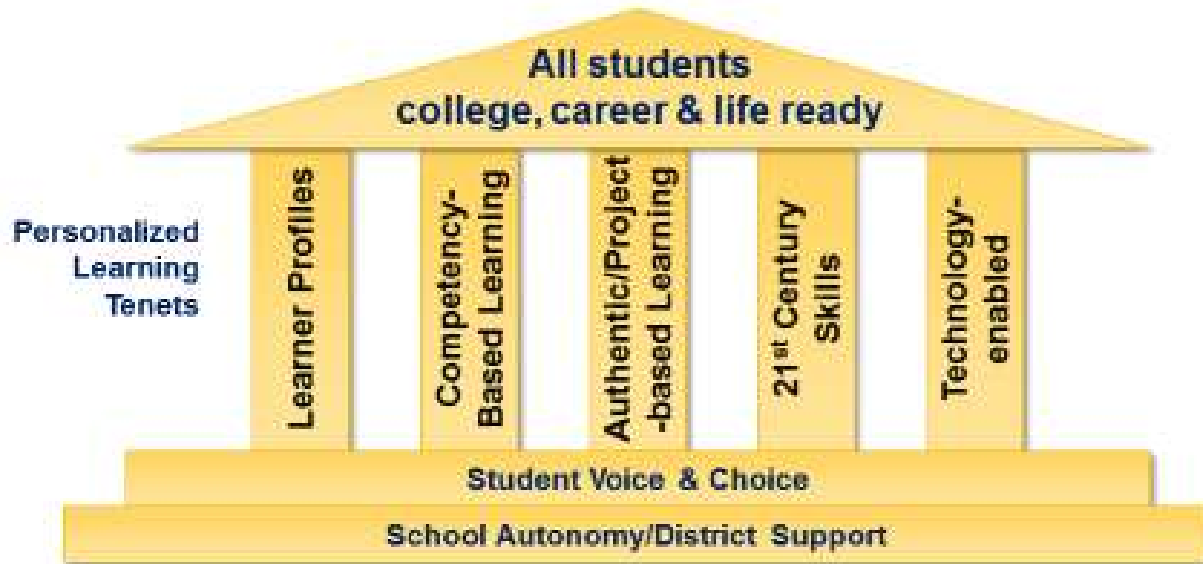 All students
college, career & life ready
Personalized
Learning
Tenets
Learner Profiles
Competency-
Based Learning
Authentic/Project
-based Learning
21st Century
Skills
Technology-
enabled
Student Voice & Choice
School Autonomy/District Support